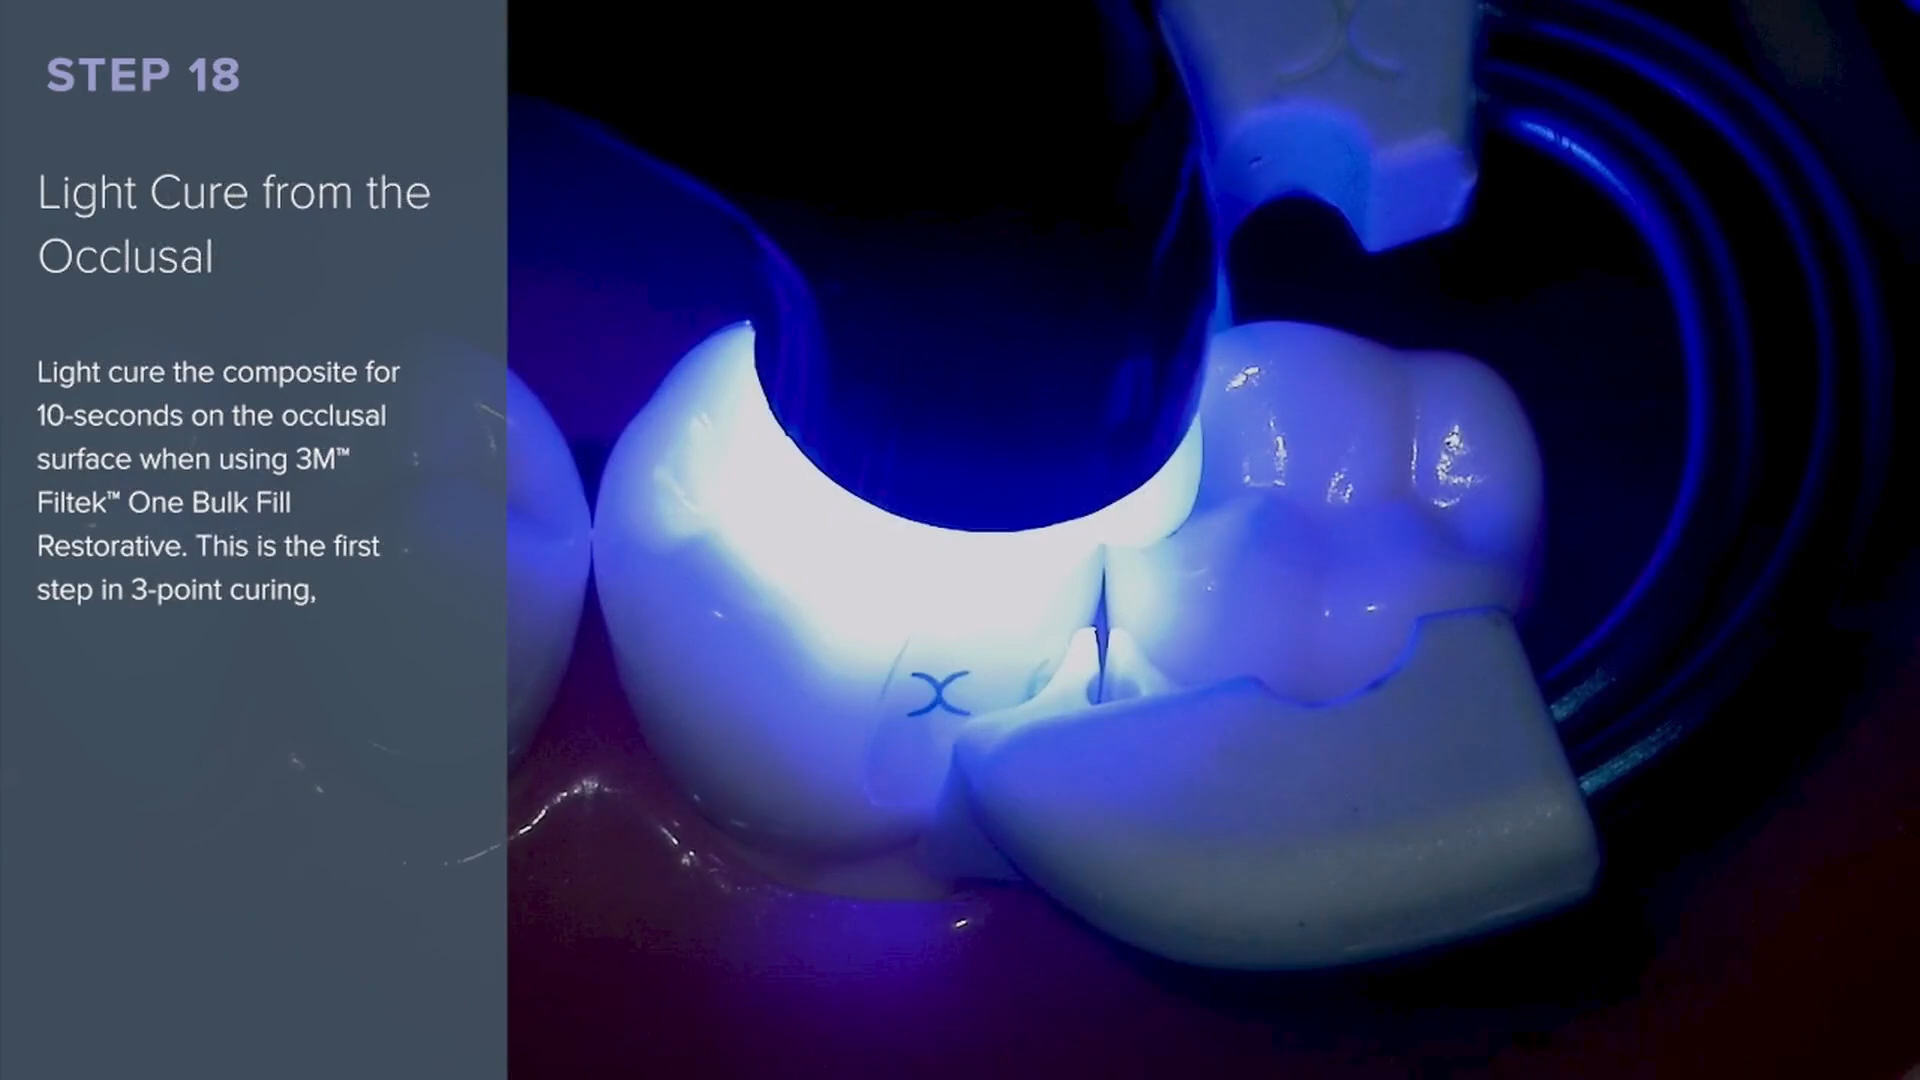 STEP 18
Light Cure from the
Occlusal
Light cure the composite for
10-seconds on the occlusal
surface when using 3M™
Filtek™ One Bulk Fill
Restorative. This is the first
step in 3-point curing,